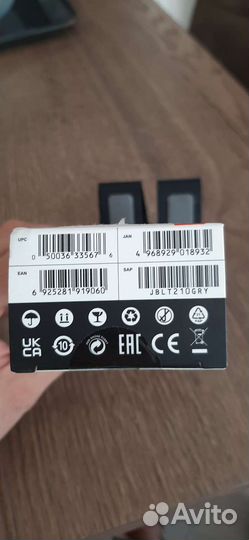 UPC
0 50036 33567 6
JAN
4 968929 018932
EAN
6 925281 919060
SAP
JBLT210GRY
UK
CA
10
EAC
CE
Avito